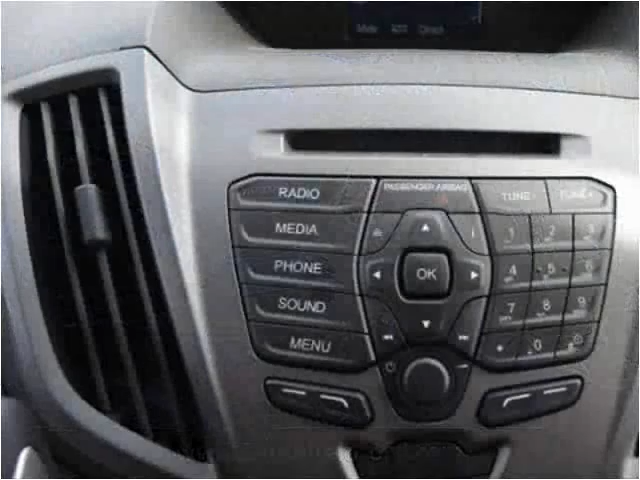 RADIO
PASSENGER AIRBAG
TUNE -
TUNE +
MEDIA
i
1 2 3
PHONE
OK
4 5 6
SOUND
7 8 9
MENU
* 0